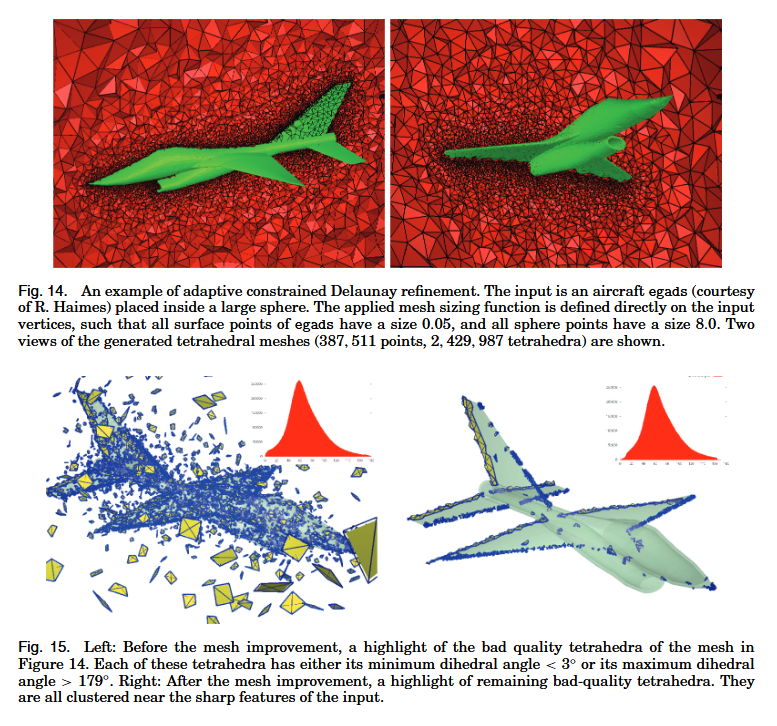 Fig. 14. An example of adaptive constrained Delaunay refinement. The input is an aircraft egads (courtesy
of R. Haimes) placed inside a large sphere. The applied mesh sizing function is defined directly on the input
vertices, such that all surface points of egads have a size 0.05, and all sphere points have a size 8.0. Two
views of the generated tetrahedral meshes (387, 511 points, 2, 429, 987 tetrahedra) are shown.
Fig. 15. Left: Before the mesh improvement, a highlight of the bad quality tetrahedra of the mesh in
Figure 14. Each of these tetrahedra has either its minimum dihedral angle < 3° or its maximum dihedral
angle > 179°. Right: After the mesh improvement, a highlight of remaining bad-quality tetrahedra. They
are all clustered near the sharp features of the input.